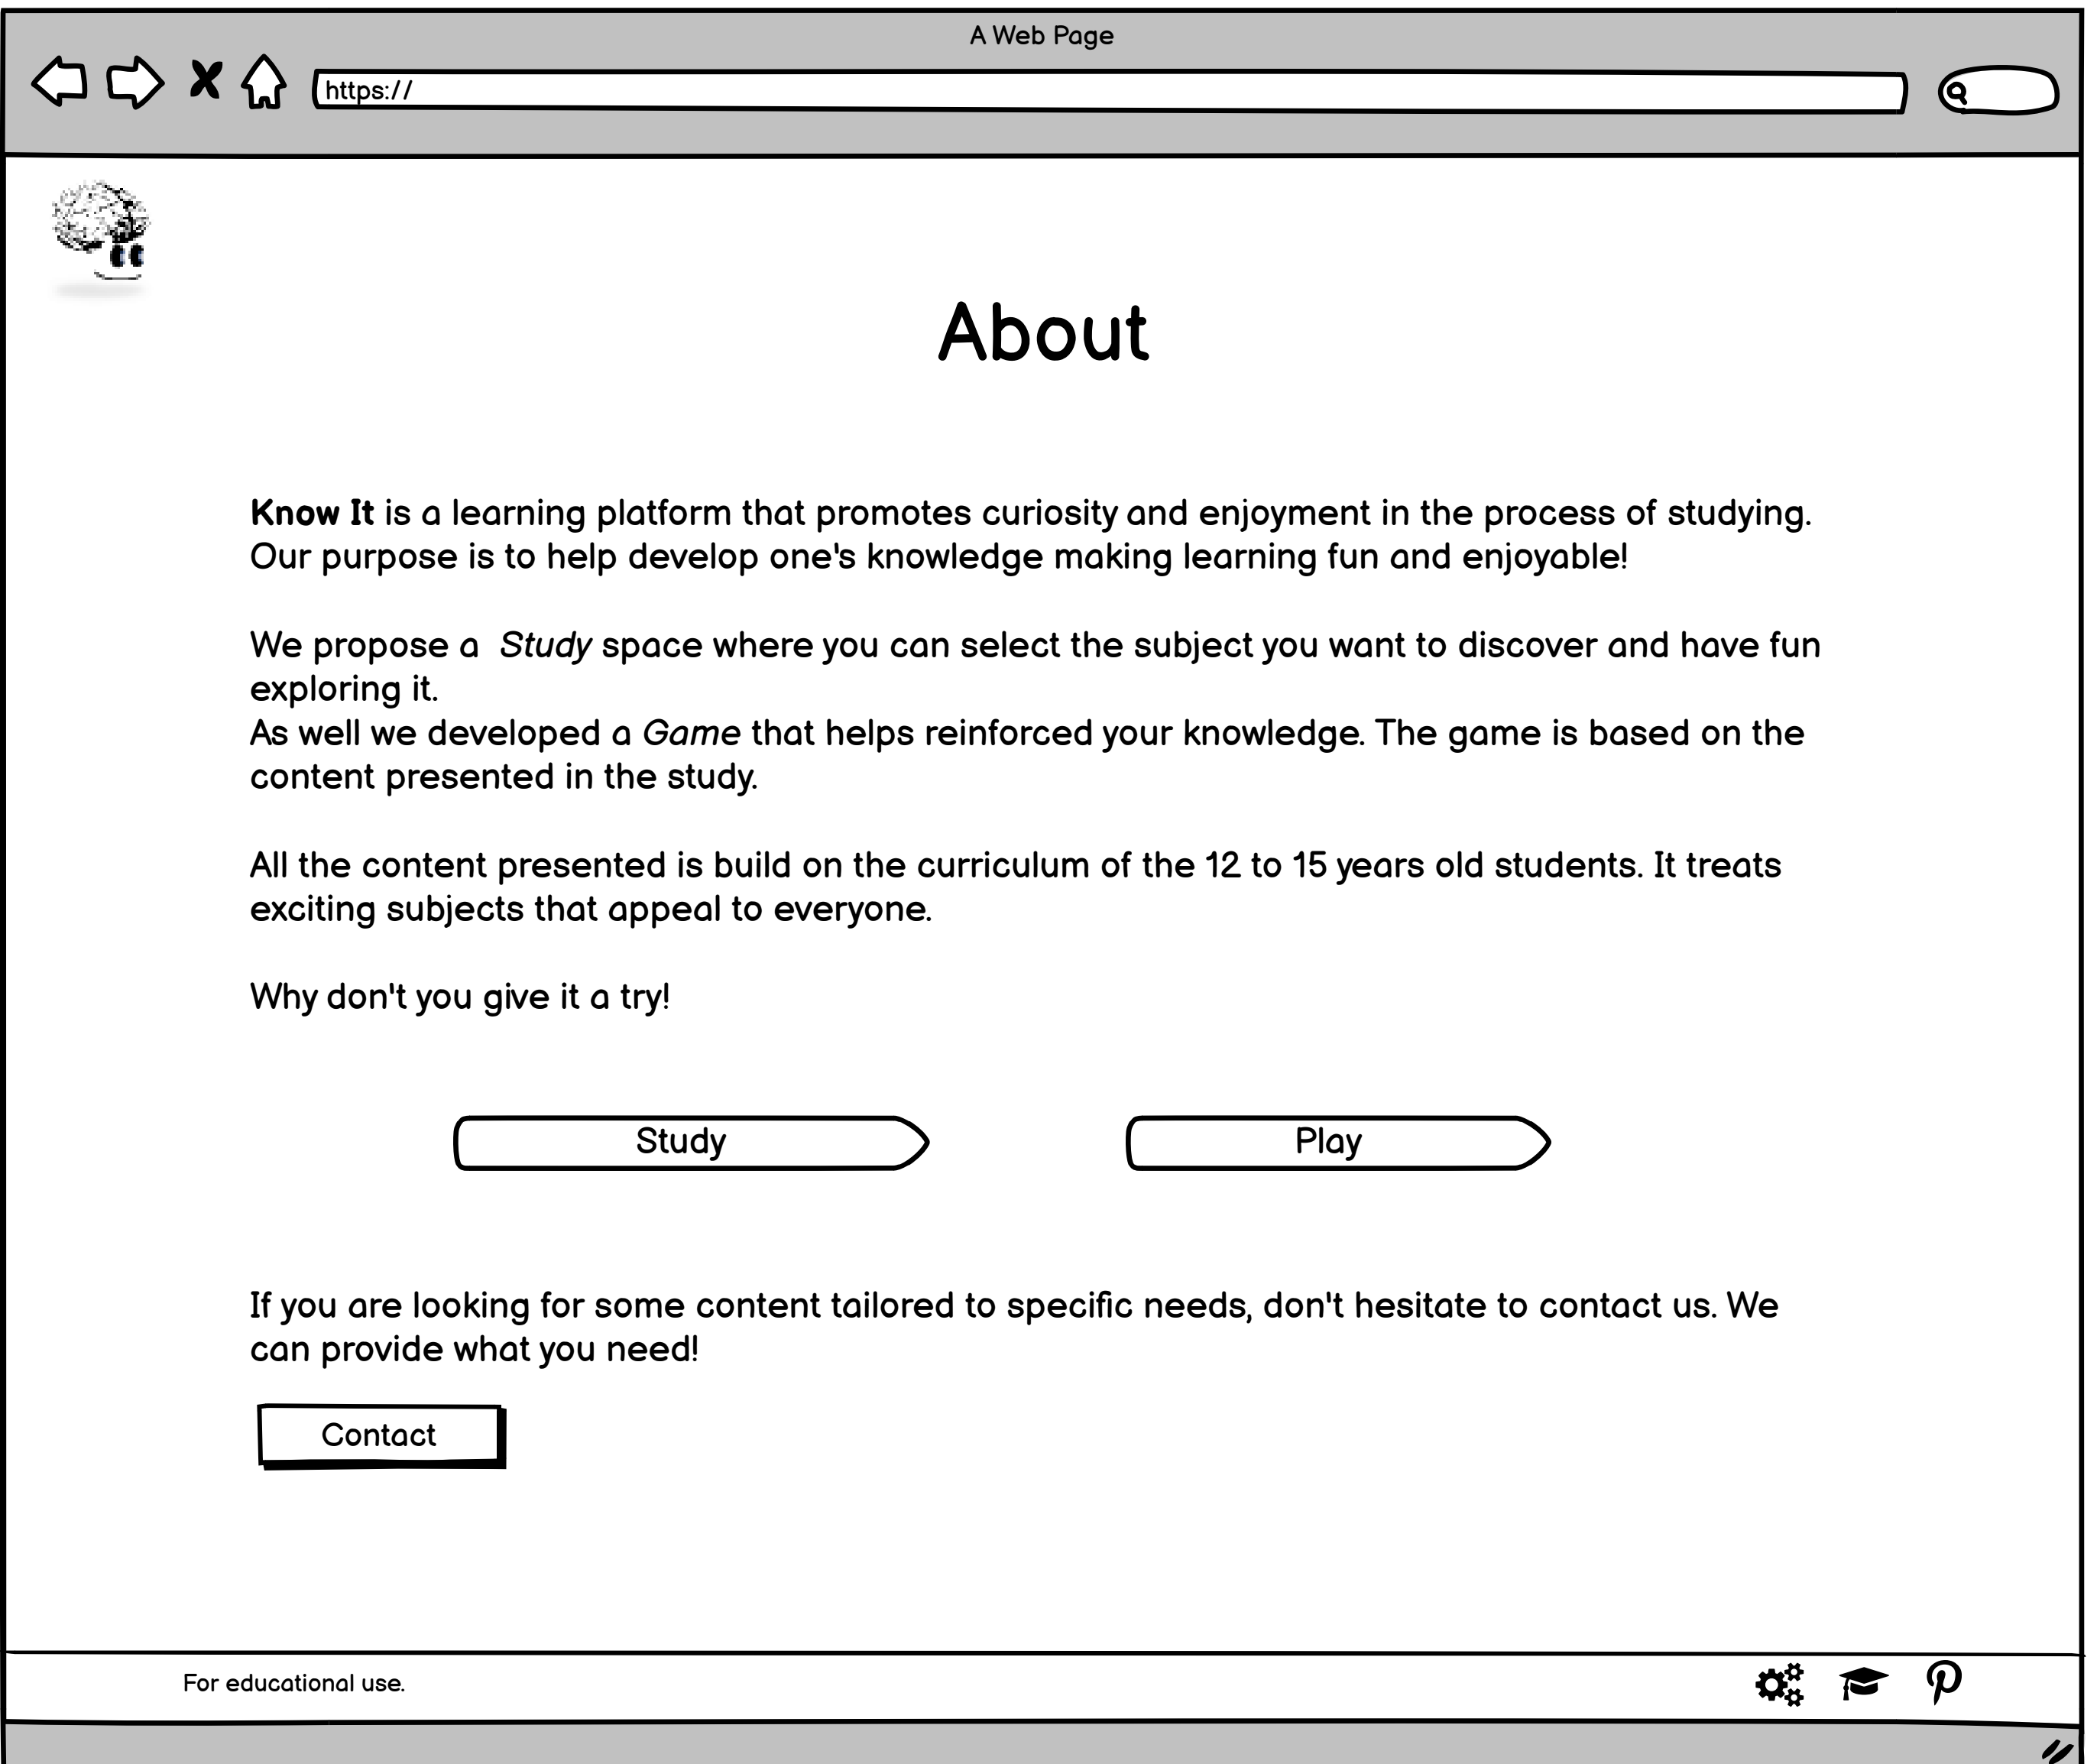 A Web Page
https://
About
Know It is a learning platform that promotes curiosity and enjoyment in the process of studying.
Our purpose is to help develop one's knowledge making learning fun and enjoyable!
We propose a  Study space where you can select the subject you want to discover and have fun
exploring it.
As well we developed a Game that helps reinforced your knowledge. The game is based on the
content presented in the study.
All the content presented is build on the curriculum of the 12 to 15 years old students. It treats
exciting subjects that appeal to everyone.
Why don't you give it a try!
Study
Play
If you are looking for some content tailored to specific needs, don't hesitate to contact us. We
can provide what you need!
Contact
For educational use.